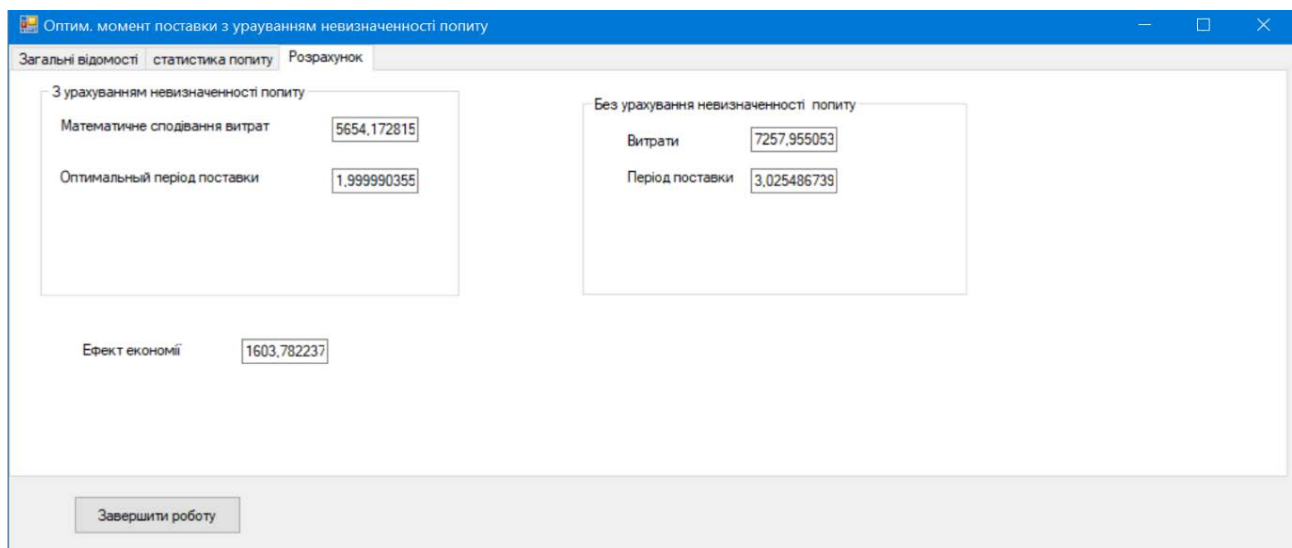 Оптим. момент поставки з урауванням невизначенності попиту
Загальні відомості статистика попиту Розрахунок
З урахуванням невизначенності попиту
Математичне сподівання витрат 5654,172815
Оптимальный період поставки 1,999990355
Без урахування невизначенності попиту
Витрати 7257,955053
Період поставки 3,025486739
Ефект економії 1603,782237
Завершити роботу